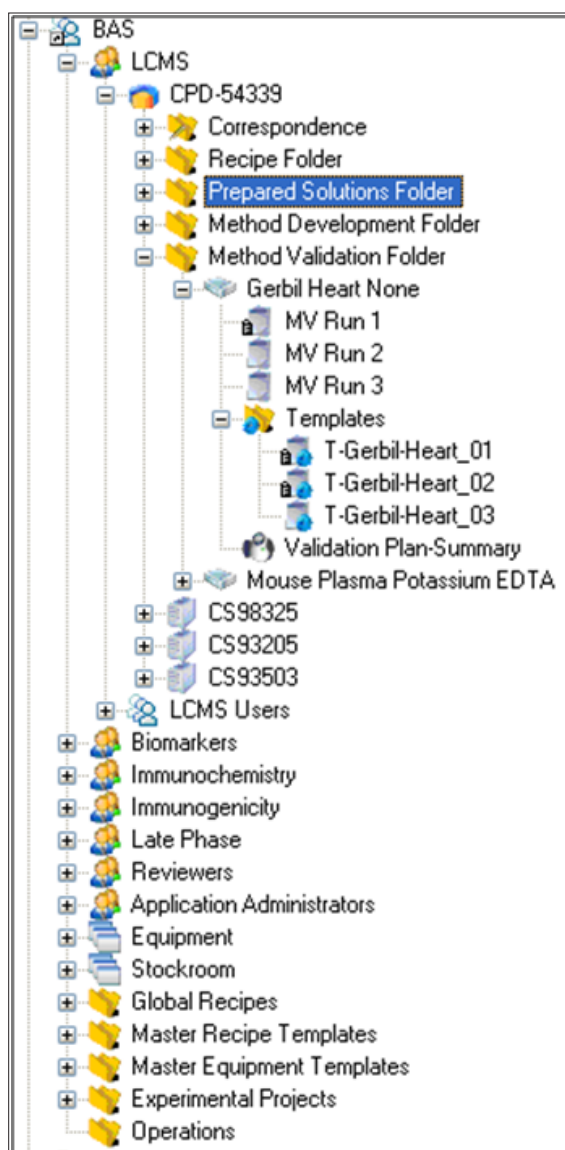 BAS
LCMS
CPD-54339
Correspondence
Recipe Folder
Prepared Solutions Folder
Method Development Folder
Method Validation Folder
Gerbil Heart None
MV Run 1
MV Run 2
MV Run 3
Templates
T-Gerbil-Heart_01
T-Gerbil-Heart_02
T-Gerbil-Heart_03
Validation Plan-Summary
Mouse Plasma Potassium EDTA
CS98325
CS93205
CS93503
LCMS Users
Biomarkers
Immunochemistry
Immunogenicity
Late Phase
Reviewers
Application Administrators
Equipment
Stockroom
Global Recipes
Master Recipe Templates
Master Equipment Templates
Experimental Projects
Operations